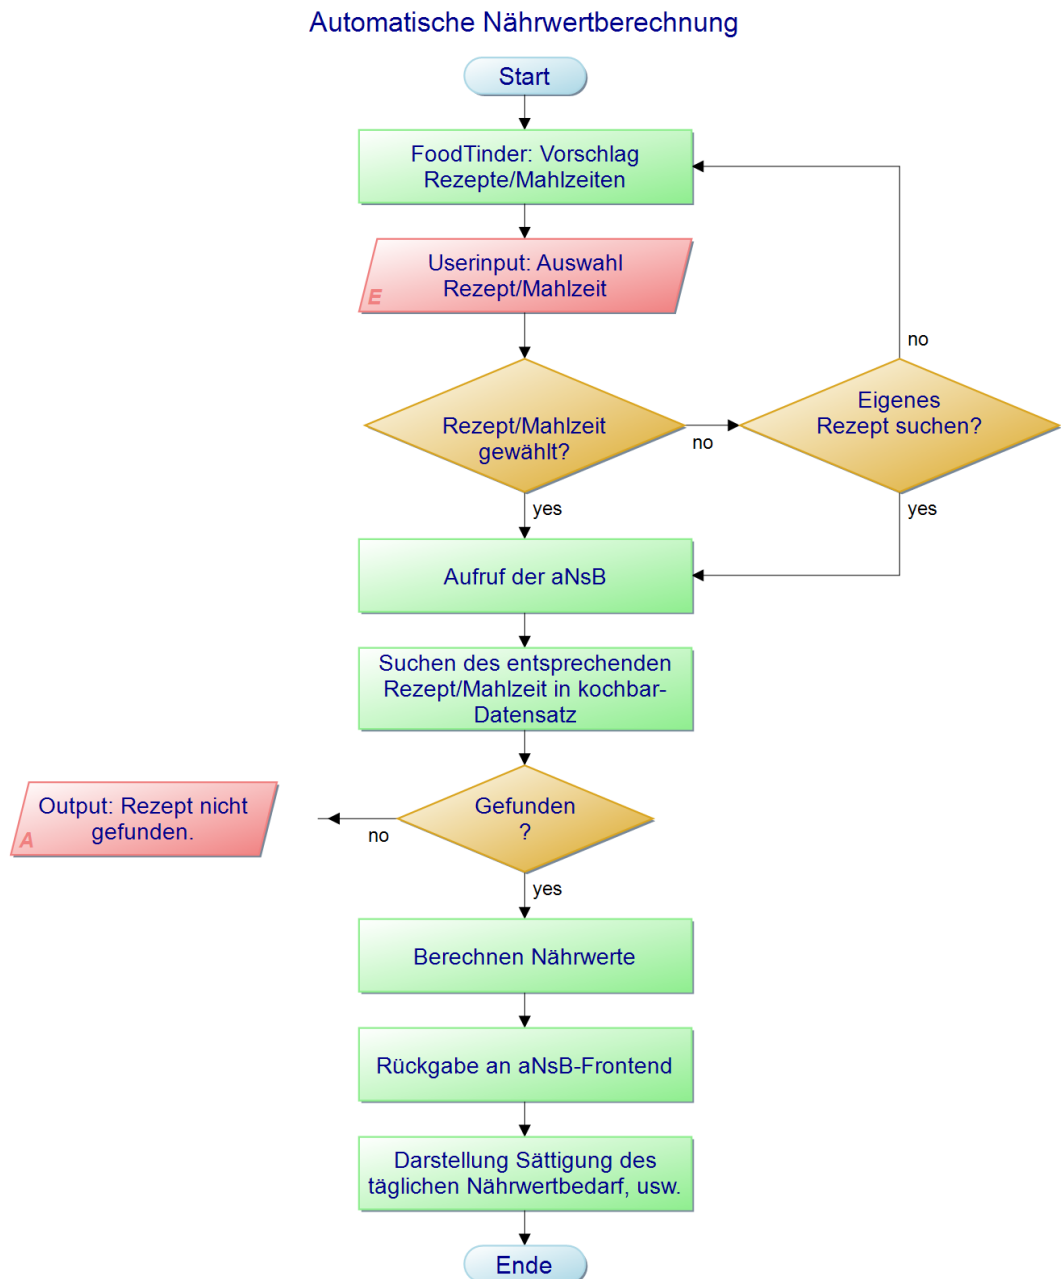 Automatische Nährwertberechnung
Start
FoodTinder: Vorschlag
Rezepte/Mahlzeiten
Userinput: Auswahl
Rezept/Mahlzeit
E
no
Rezept/Mahlzeit
gewählt?
no
Eigenes
Rezept suchen?
yes
yes
Aufruf der aNsB
Suchen des entsprechenden
Rezept/Mahlzeit in kochbar-
Datensatz
Output: Rezept nicht
gefunden.
A
no
Gefunden
?
yes
Berechnen Nährwerte
Rückgabe an aNsB-Frontend
Darstellung Sättigung des
täglichen Nährwertbedarf, usw.
Ende